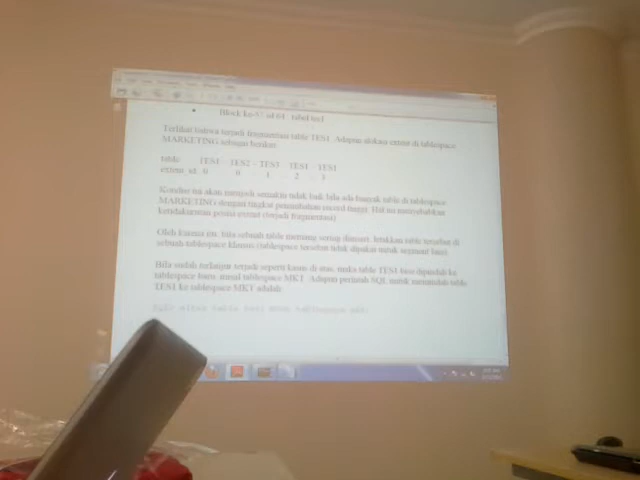 Block ke-57 sd 64 tabel tes1
Terlihat bahwa terjadi fragmentasi table TES1. Adapun alokasi extent di tablespace
MARKETING sebagai berikut
table TES1 - TES2 - TES3 TES1 - TES1
extent_id 0 0 1 2 3
Kondisi ini akan menjadi semakin tidak baik bila ada banyak table di tablespace
MARKETING dengan tingkat penambahan record tinggi. Hal ini menyebabkan
ketidakurutan posisi extent (terjadi fragmentasi)
Oleh karena itu, bila sebuah table memang sering diinsert, letakkan table tersebut di
sebuah tablespace khusus (tablespace tersebut tidak dipakai untuk segment lain)
Bila sudah terlanjur terjadi seperti kasus di atas, maka table TES1 bisa dipindah ke
tablespace baru, misal tablespace MKT. Adapun perintah SQL untuk memindah table
TES1 ke tablespace MKT adalah
SQL> alter table tes1 move tablespace mkt;